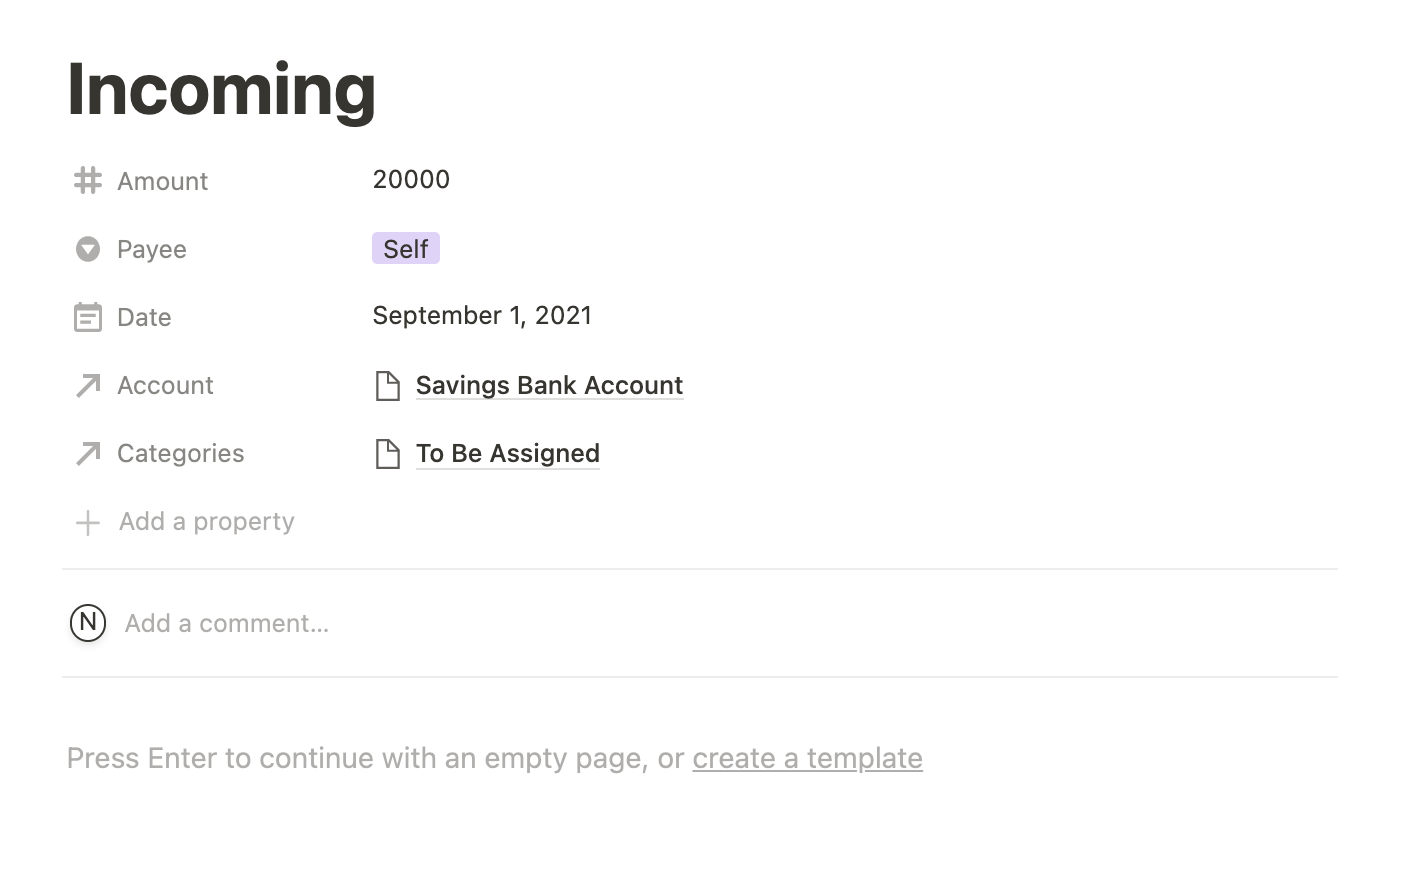 Incoming
Amount 20000
Payee Self
Date September 1, 2021
Account Savings Bank Account
Categories To Be Assigned
Add a property
N Add a comment...
Press Enter to continue with an empty page, or create a template